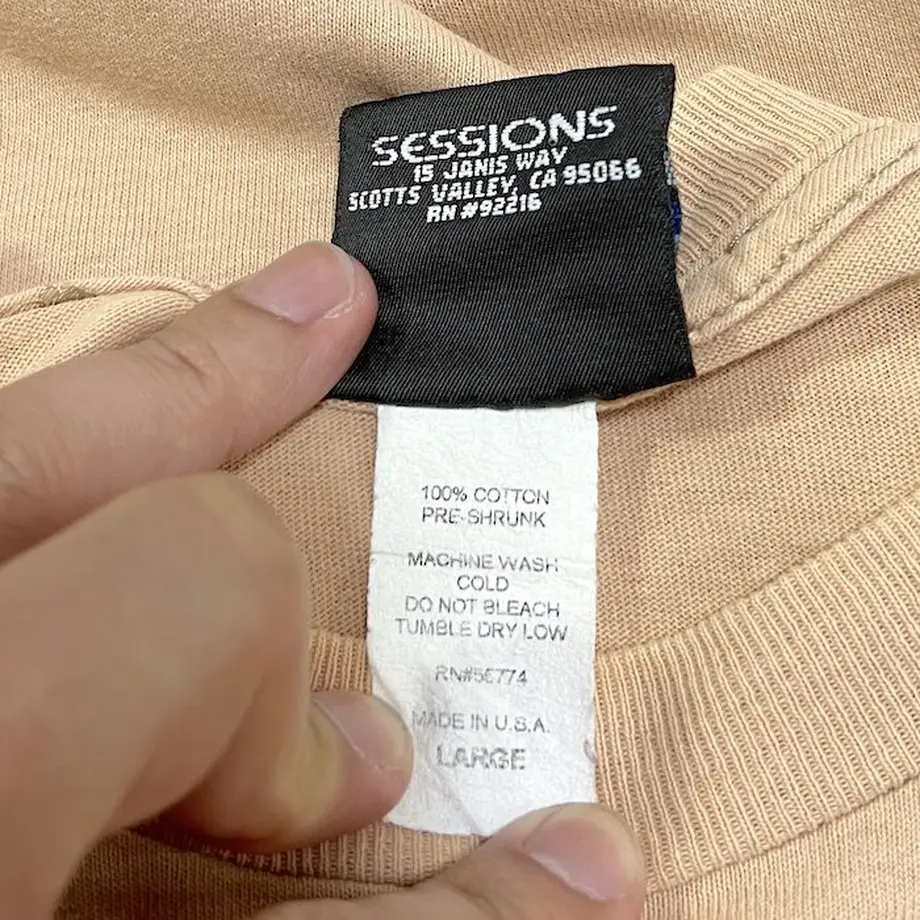 SESSIONS
15 JANIS WAY
SCOTTS VALLEY, CA 95066
RN #92216
100% COTTON
PRE-SHRUNK
MACHINE WASH
COLD
DO NOT BLEACH
TUMBLE DRY LOW
RN#56774
MADE IN U.S.A.
LARGE